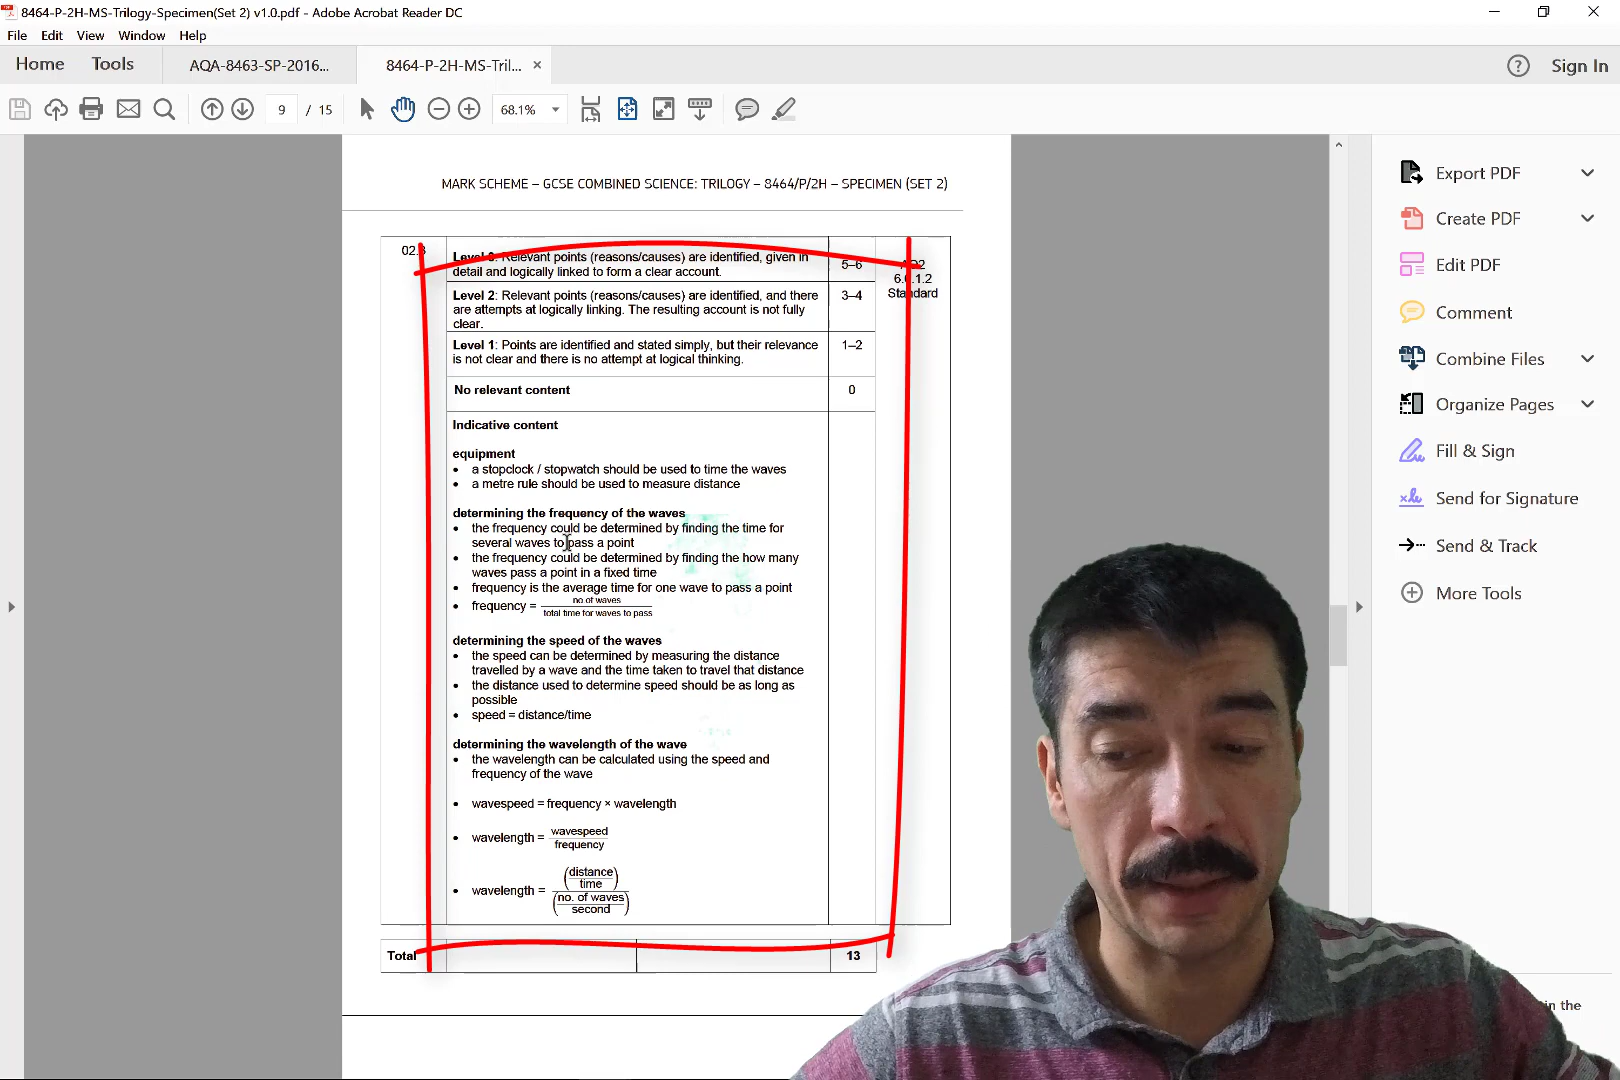 8464-P-2H-MS-Trilogy-Specimen(Set 2) v1.0.pdf - Adobe Acrobat Reader DC
File Edit View Window Help
Home Tools AQA-8463-SP-2016... 8464-P-2H-MS-Tril... × ? Sign In
9 / 15 68.1%
MARK SCHEME – GCSE COMBINED SCIENCE: TRILOGY – 8464/P/2H – SPECIMEN (SET 2)
02.3
Level 3: Relevant points (reasons/causes) are identified, given in
detail and logically linked to form a clear account.
5–6
AO2
6.6.1.2
Standard
Level 2: Relevant points (reasons/causes) are identified, and there
are attempts at logically linking. The resulting account is not fully
clear.
3–4
Level 1: Points are identified and stated simply, but their relevance
is not clear and there is no attempt at logical thinking.
1–2
No relevant content
0
Indicative content
equipment
• a stopclock / stopwatch should be used to time the waves
• a metre rule should be used to measure distance
determining the frequency of the waves
• the frequency could be determined by finding the time for
several waves to pass a point
• the frequency could be determined by finding the how many
waves pass a point in a fixed time
• frequency is the average time for one wave to pass a point
• frequency = no of waves
total time for waves to pass
determining the speed of the waves
• the speed can be determined by measuring the distance
travelled by a wave and the time taken to travel that distance
• the distance used to determine speed should be as long as
possible
• speed = distance/time
determining the wavelength of the wave
• the wavelength can be calculated using the speed and
frequency of the wave
• wavespeed = frequency × wavelength
• wavelength = wavespeed
frequency
• wavelength = (distance
time)
(no. of waves
second)
Total 13
Export PDF
Create PDF
Edit PDF
Comment
Combine Files
Organize Pages
Fill & Sign
Send for Signature
Send & Track
More Tools
in the